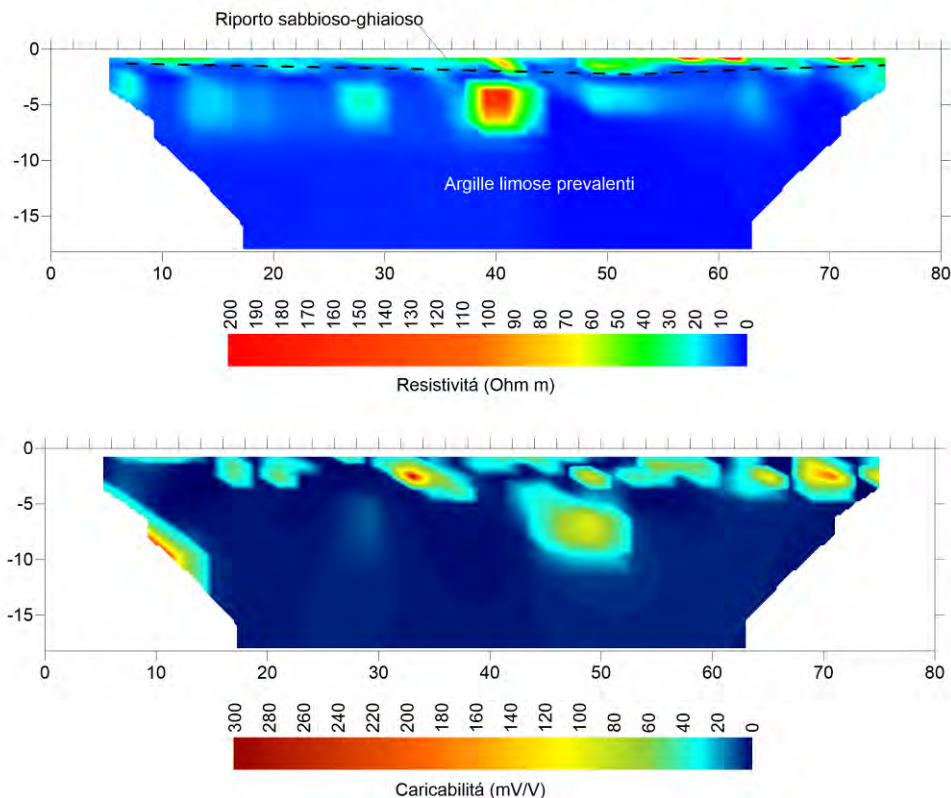 Riporto sabbioso-ghiaioso
0
-5
-10
-15
Argille limose prevalenti
0 10 20 30 40 50 60 70 80
200 190 180 170 160 150 140 130 120 110 100 90 80 70 60 50 40 30 20 10 0
Resistivitá (Ohm m)
0
-5
-10
-15
0 10 20 30 40 50 60 70 80
300 280 260 240 220 200 180 160 140 120 100 80 60 40 20 0
Caricabilitá (mV/V)